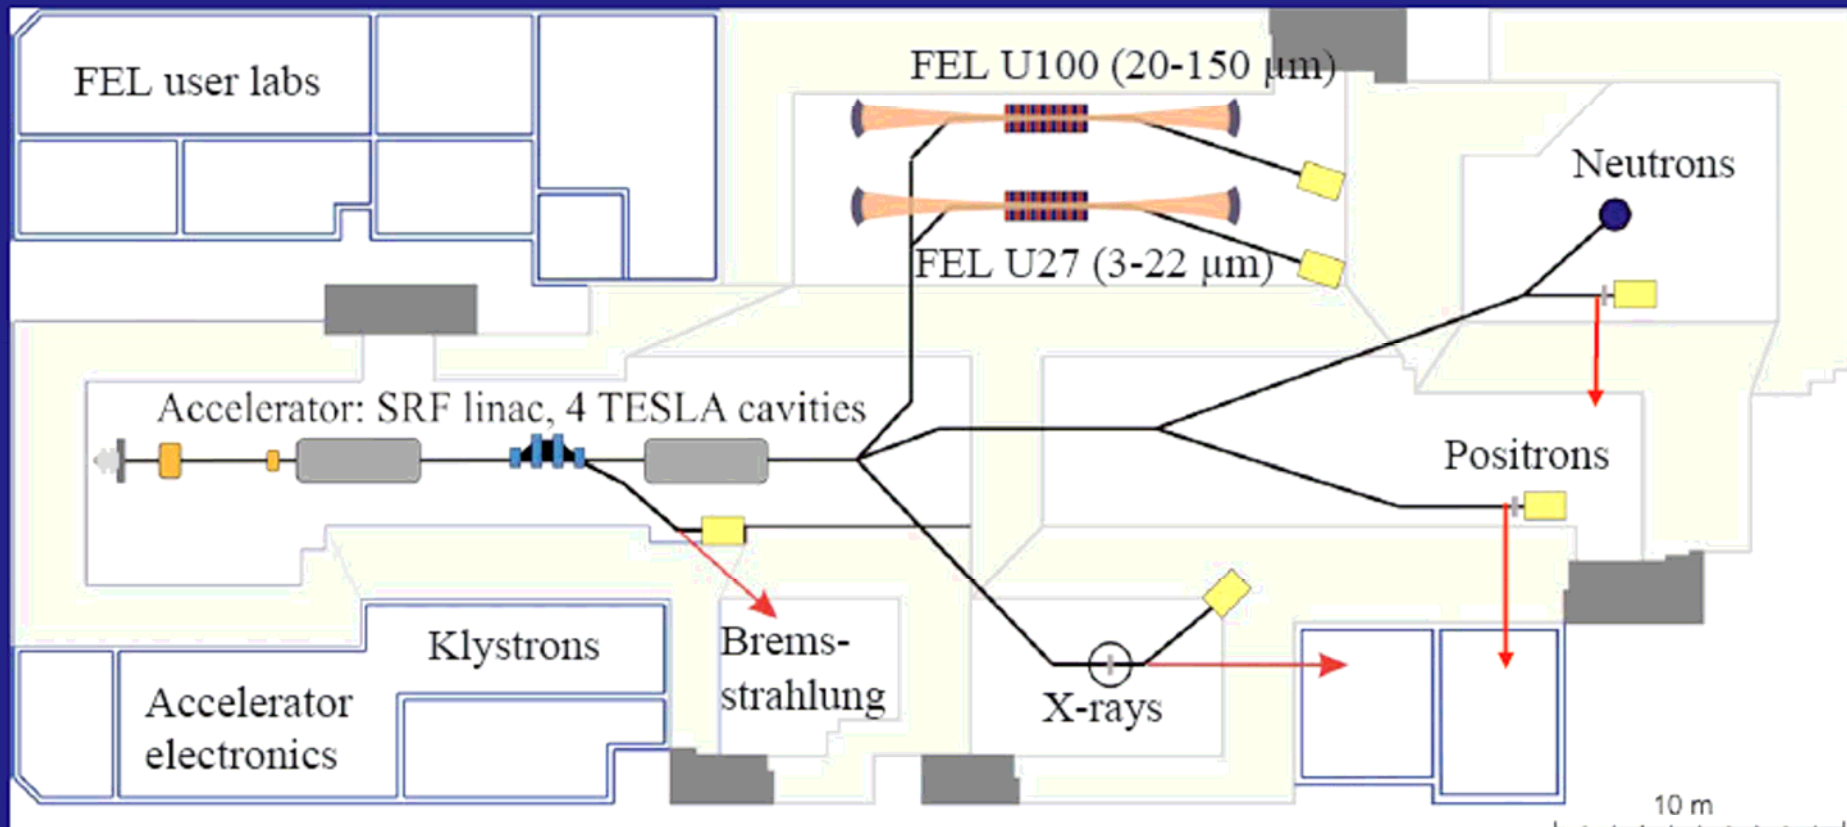 FEL user labs
FEL U100 (20-150 µm)
Neutrons
FEL U27 (3-22 µm)
Accelerator: SRF linac, 4 TESLA cavities
Positrons
Klystrons
Brems-
strahlung
X-rays
Accelerator
electronics
10 m